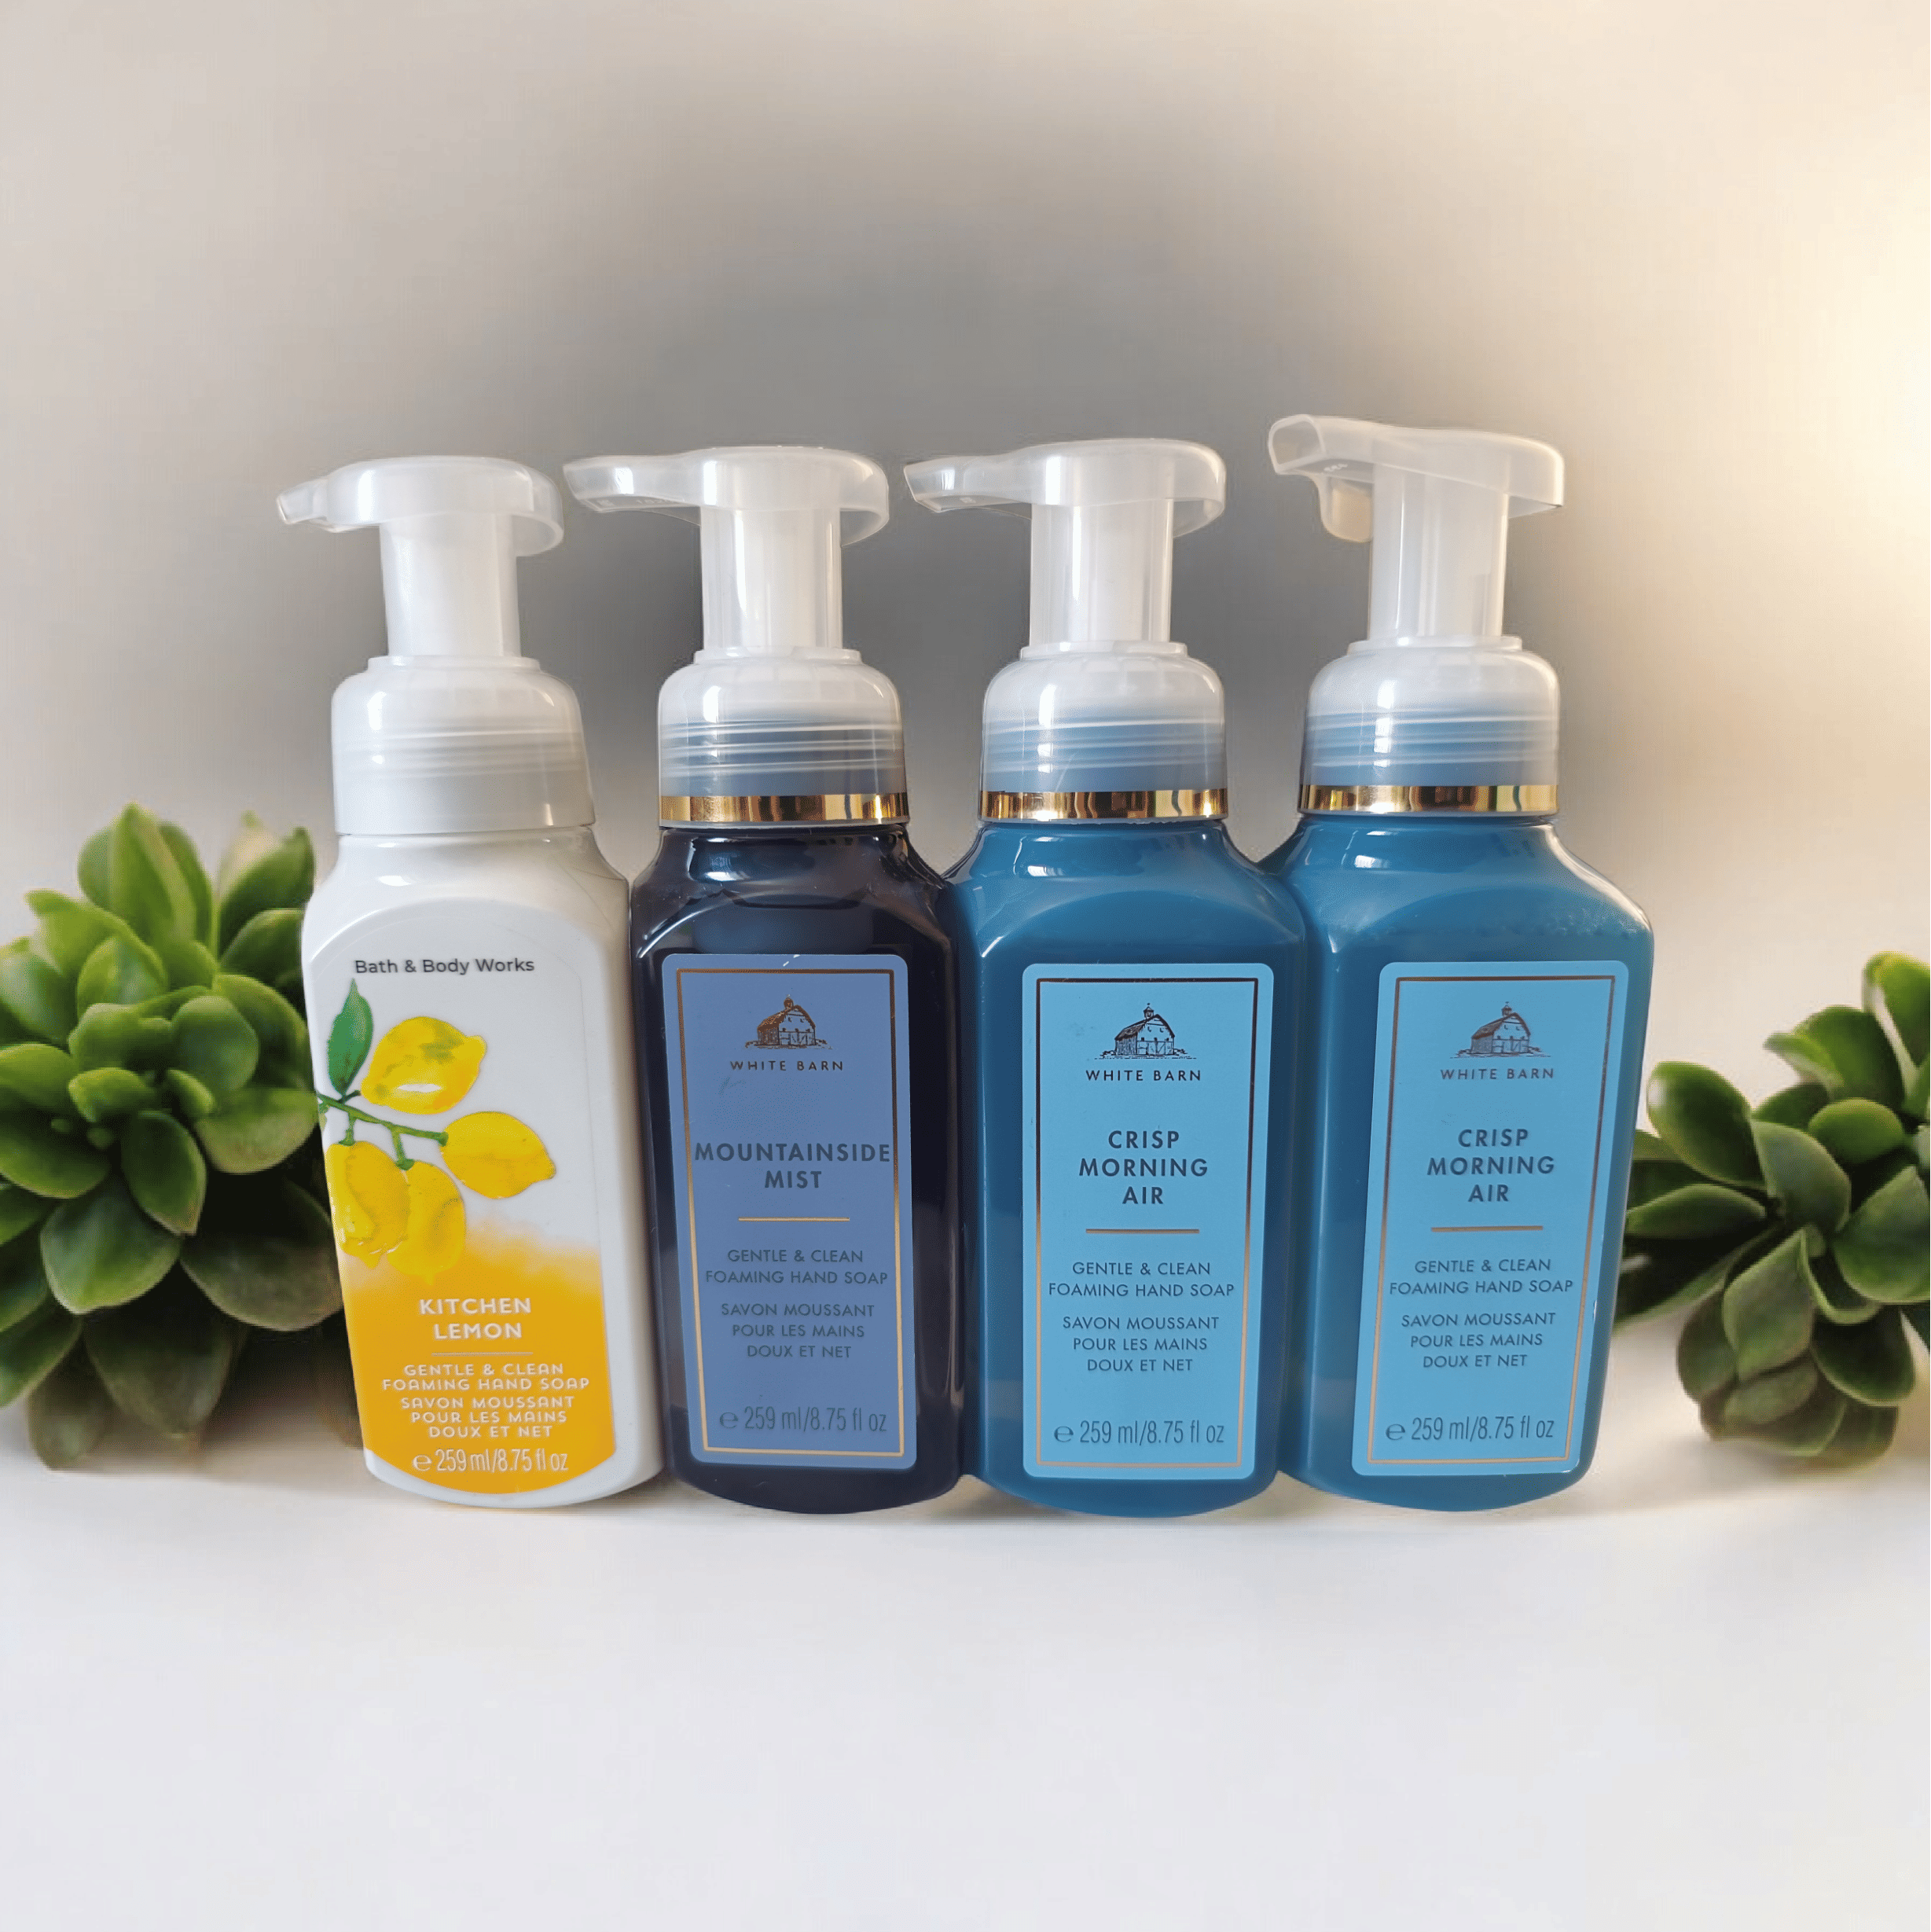 Bath & Body Works
KITCHEN
LEMON
GENTLE & CLEAN
FOAMING HAND SOAP
SAVON MOUSSANT
POUR LES MAINS
DOUX ET NET
℮ 259 ml/8.75 fl oz
WHITE BARN
MOUNTAINSIDE
MIST
GENTLE & CLEAN
FOAMING HAND SOAP
SAVON MOUSSANT
POUR LES MAINS
DOUX ET NET
℮ 259 ml/8.75 fl oz
WHITE BARN
CRISP
MORNING
AIR
GENTLE & CLEAN
FOAMING HAND SOAP
SAVON MOUSSANT
POUR LES MAINS
DOUX ET NET
℮ 259 ml/8.75 fl oz
WHITE BARN
CRISP
MORNING
AIR
GENTLE & CLEAN
FOAMING HAND SOAP
SAVON MOUSSANT
POUR LES MAINS
DOUX ET NET
℮ 259 ml/8.75 fl oz